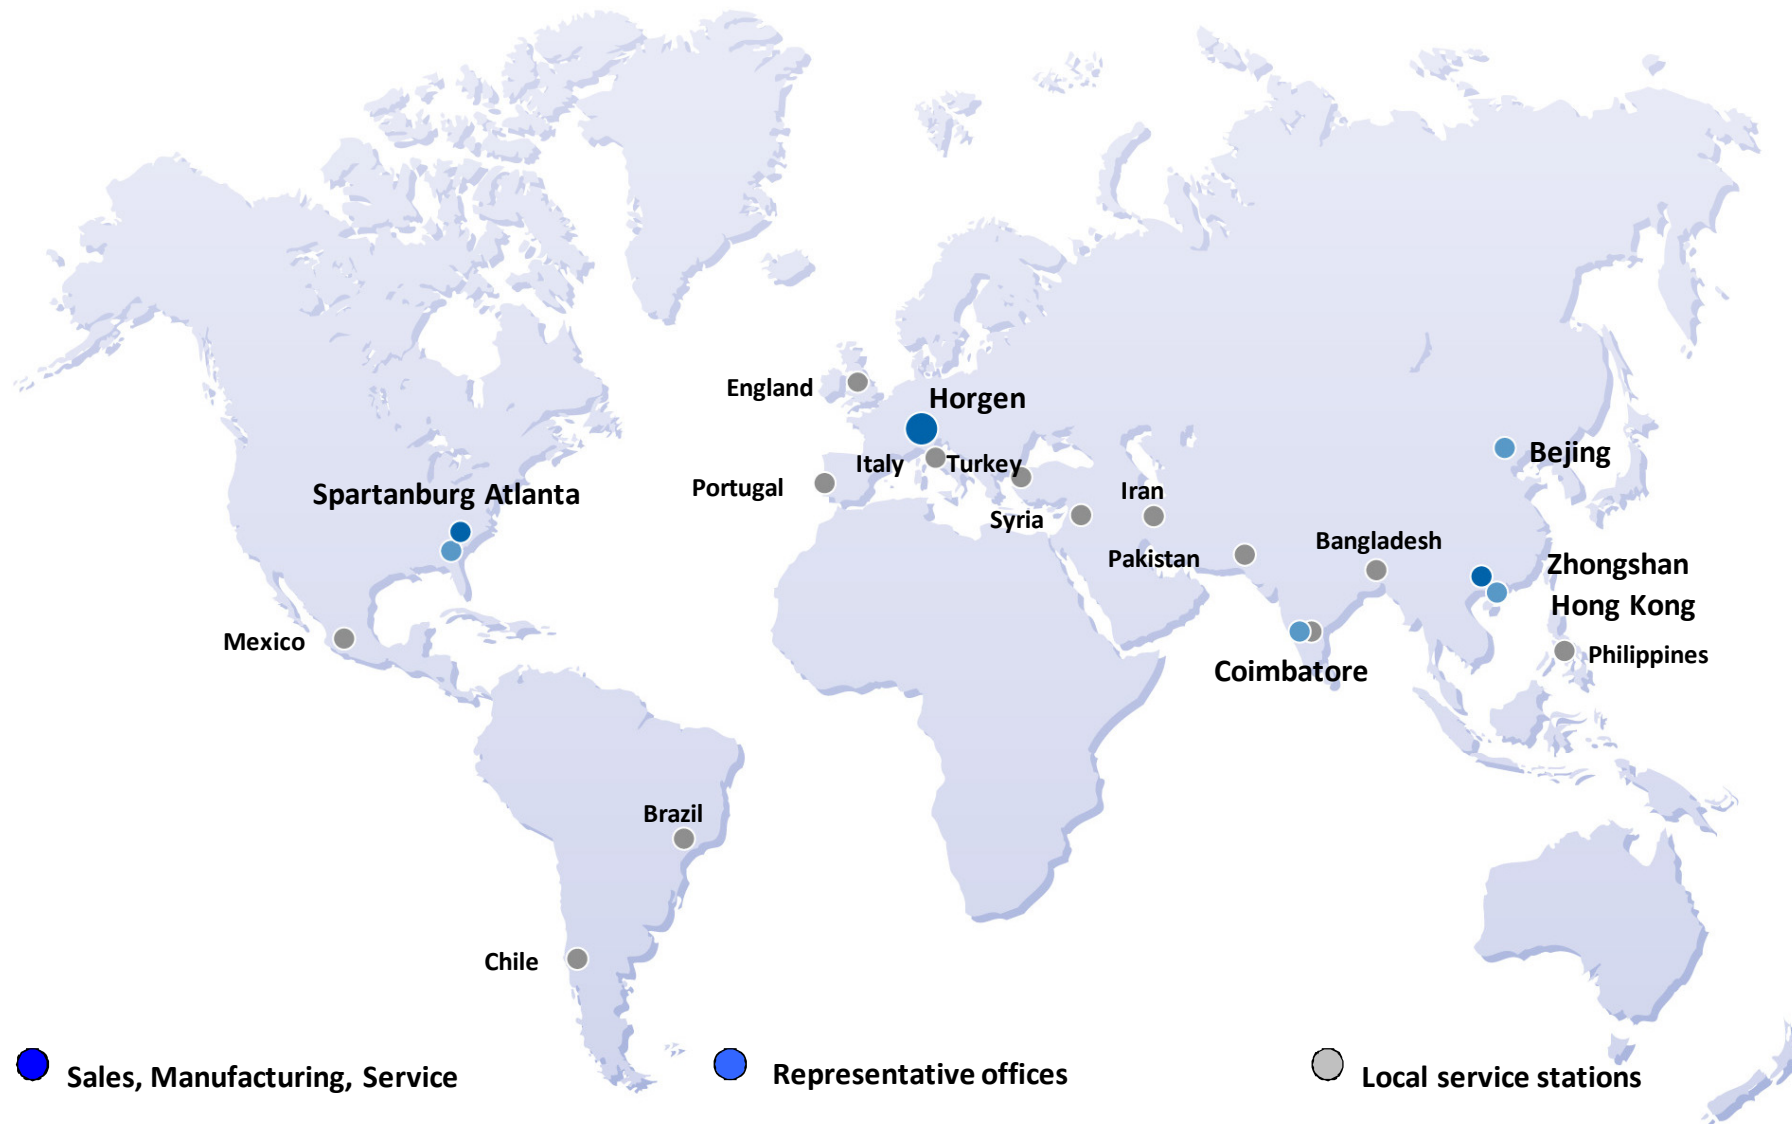 England
Horgen
Italy
Turkey
Portugal
Spartanburg Atlanta
Bejing
Iran
Syria
Bangladesh
Pakistan
Zhongshan
Hong Kong
Mexico
Philippines
Coimbatore
Brazil
Chile
Sales, Manufacturing, Service
Representative offices
Local service stations